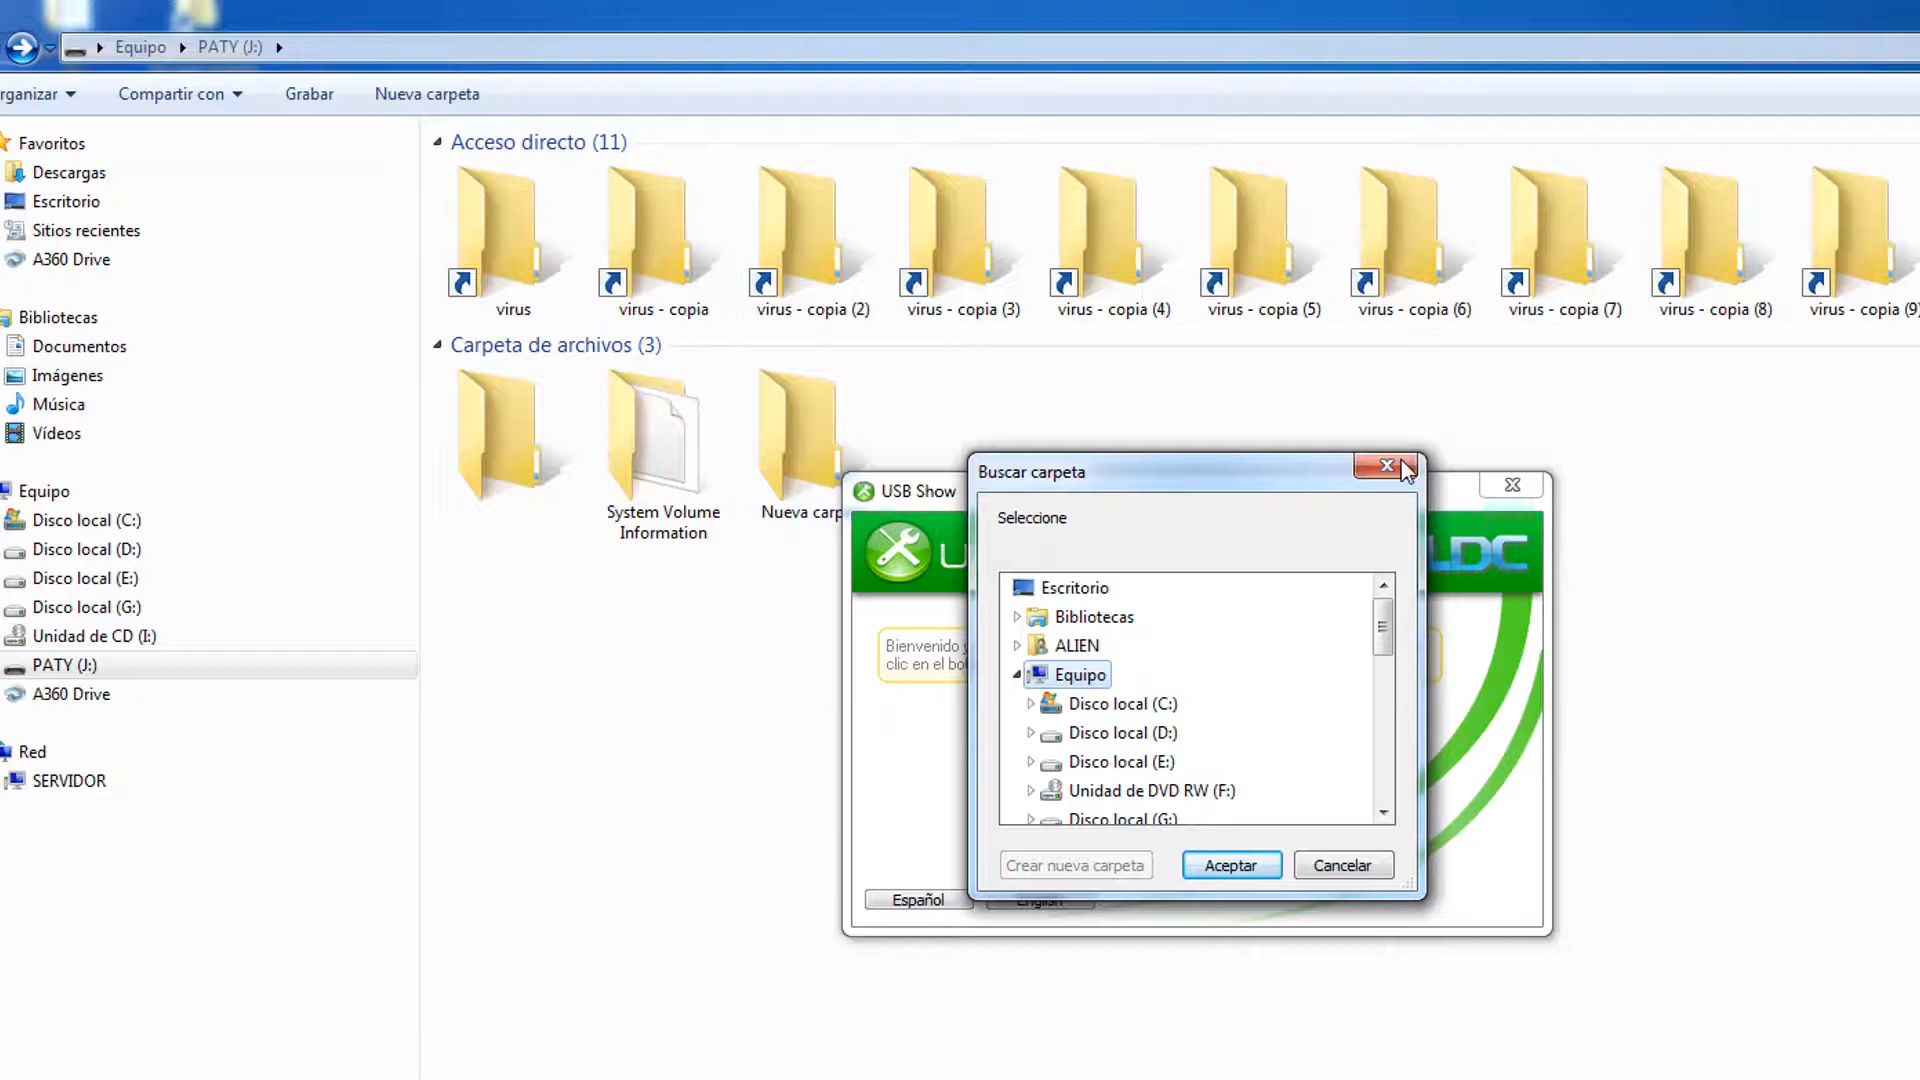 Equipo PATY (J:)
rganizar Compartir con Grabar Nueva carpeta
Favoritos
Descargas
Escritorio
Sitios recientes
A360 Drive
Bibliotecas
Documentos
Imágenes
Música
Vídeos
Equipo
Disco local (C:)
Disco local (D:)
Disco local (E:)
Disco local (G:)
Unidad de CD (I:)
PATY (J:)
A360 Drive
Red
SERVIDOR
Acceso directo (11)
virus virus - copia virus - copia (2) virus - copia (3) virus - copia (4) virus - copia (5) virus - copia (6) virus - copia (7) virus - copia (8) virus - copia (9)
Carpeta de archivos (3)
System Volume
Information
Nueva carp
USB Show
U
LDC
Bienvenido y
clic en el bo
Español English
Buscar carpeta
Seleccione
Escritorio
Bibliotecas
ALIEN
Equipo
Disco local (C:)
Disco local (D:)
Disco local (E:)
Unidad de DVD RW (F:)
Disco local (G:)
Crear nueva carpeta Aceptar Cancelar